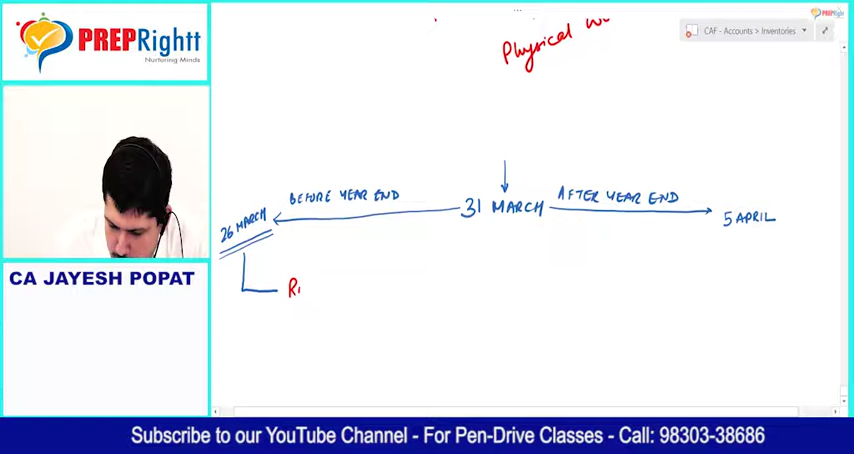 PREPRightt
Nurturing Minds
Physical
CAF - Accounts > Inventories
PREPRightt
BEFORE YEAR END
AFTER YEAR END
26 MARCH
31 MARCH
5 APRIL
CA JAYESH POPAT
Subscribe to our YouTube Channel - For Pen-Drive Classes - Call: 98303-38686